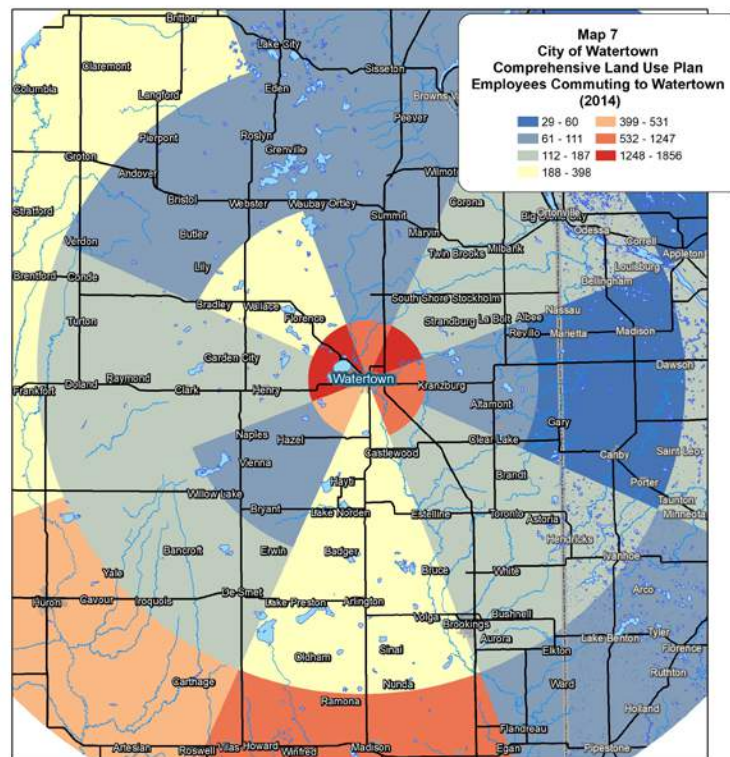 Map 7
City of Watertown
Comprehensive Land Use Plan
Employees Commuting to Watertown
(2014)
29 - 60
399 - 531
61 - 111
532 - 1247
112 - 187
1248 - 1856
188 - 398
Britton
Lake City
Claremont
Sisseton
Columbia
Langford
Eden
Peever
Pierpont
Roslyn
Grenville
Groton
Andover
Wilmot
Bristol
Webster
Waubay Ortley
Corona
Stratford
Summit
Ortonville
Odessa
Verdon
Butler
Marvin
Milbank
Correll
Twin Brooks
Appleton
Lily
Louisburg
Brentford
Conde
Bellingham
Bradley
Wallace
South Shore
Stockholm
Nassau
Turton
Florence
Strandburg
La Bolt
Albee
Revillo
Marietta
Madison
Garden City
Dawson
Frankfort
Doland
Raymond
Clark
Henry
Watertown
Kranzburg
Altamont
Gary
Naples
Hazel
Clear Lake
Castlewood
Canby
Saint Leo
Vienna
Hayti
Brandt
Porter
Willow Lake
Taunton
Minneota
Bryant
Lake Norden
Estelline
Toronto
Astoria
Hendricks
Bancroft
Erwin
Badger
Ivanhoe
Yale
Bruce
White
Arco
Huron
Cavour
Iroquois
De Smet
Lake Preston
Arlington
Volga
Brookings
Bushnell
Aurora
Lake Benton
Tyler
Florence
Oldham
Sinai
Elkton
Ruthton
Carthage
Nunda
Ward
Ramona
Holland
Flandreau
Artesian
Roswell
Vilas
Howard
Winfred
Madison
Egan
Pipestone